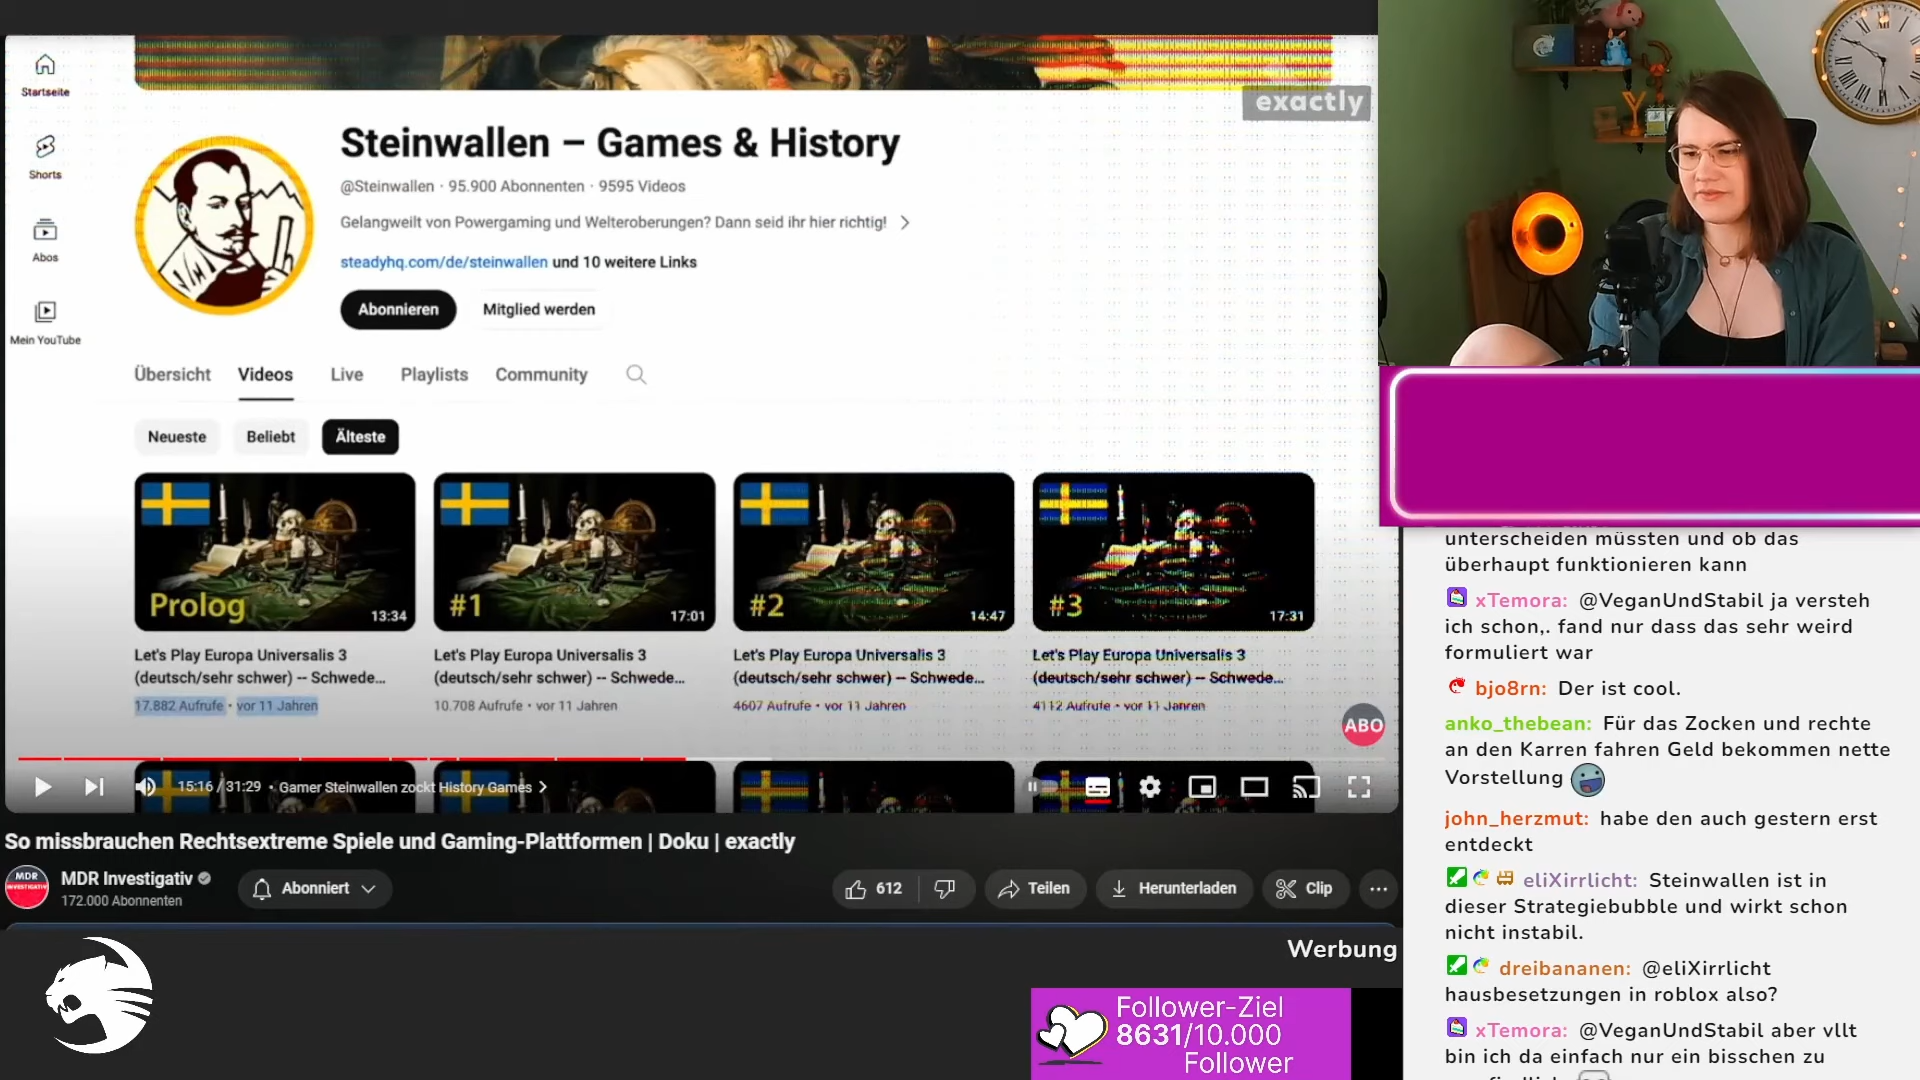 Startseite
Shorts
Abos
Mein YouTube
exactly
Steinwallen – Games & History
@Steinwallen · 95.900 Abonnenten · 9595 Videos
Gelangweilt von Powergaming und Welteroberungen? Dann seid ihr hier richtig!
steadyhq.com/de/steinwallen und 10 weitere Links
Abonnieren Mitglied werden
Übersicht Videos Live Playlists Community
Neueste Beliebt Älteste
Prolog 13:34
#1 17:01
#2 14:47
#3 17:31
Let's Play Europa Universalis 3
(deutsch/sehr schwer) -- Schwede...
17.882 Aufrufe · vor 11 Jahren
Let's Play Europa Universalis 3
(deutsch/sehr schwer) -- Schwede...
10.708 Aufrufe · vor 11 Jahren
Let's Play Europa Universalis 3
(deutsch/sehr schwer) -- Schwede...
4607 Aufrufe · vor 11 Jahren
Let's Play Europa Universalis 3
(deutsch/sehr schwer) -- Schwede...
4112 Aufrufe · vor 11 Jahren
ABO
15:16 / 31:29 · Gamer Steinwallen zockt History Games
So missbrauchen Rechtsextreme Spiele und Gaming-Plattformen | Doku | exactly
MDR
INVESTIGATIV
MDR Investigativ
172.000 Abonnenten
Abonniert
612
Teilen
Herunterladen
Clip
Werbung
Follower-Ziel
8631/10.000
Follower
unterscheiden müssten und ob das
überhaupt funktionieren kann
xTemora: @VeganUndStabil ja versteh
ich schon,. fand nur dass das sehr weird
formuliert war
bjo8rn: Der ist cool.
anko_thebean: Für das Zocken und rechte
an den Karren fahren Geld bekommen nette
Vorstellung
john_herzmut: habe den auch gestern erst
entdeckt
eliXirrlicht: Steinwallen ist in
dieser Strategiebubble und wirkt schon
nicht instabil.
dreibananen: @eliXirrlicht
hausbesetzungen in roblox also?
xTemora: @VeganUndStabil aber vllt
bin ich da einfach nur ein bisschen zu